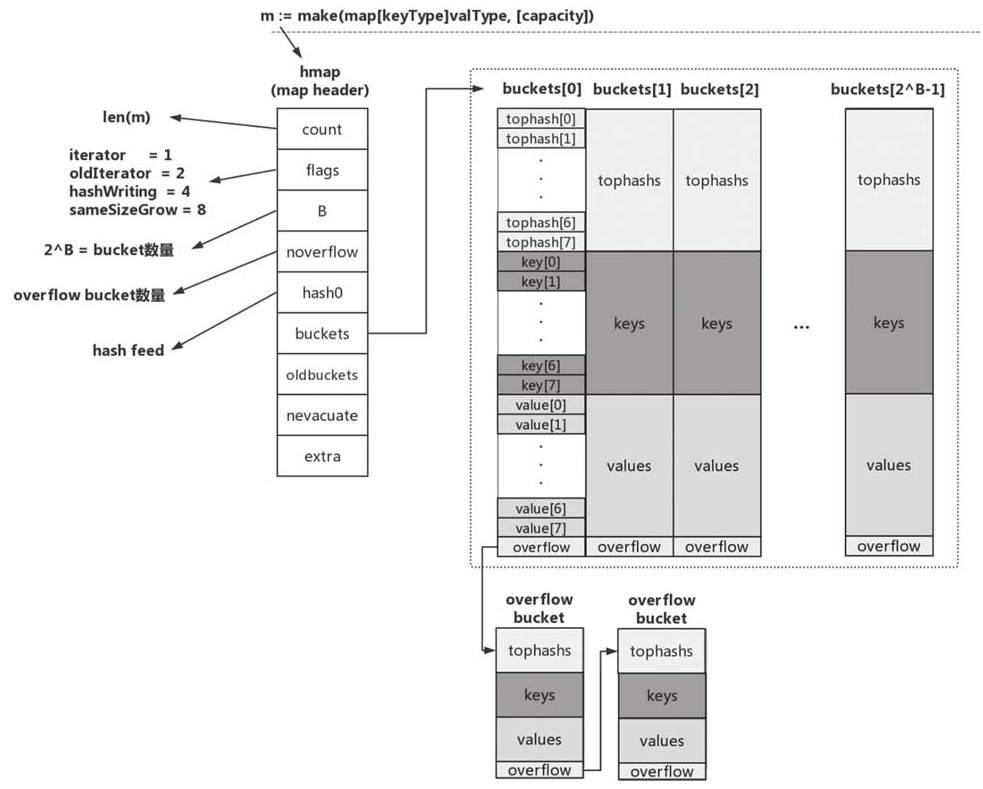 m := make(map[keyType]valType, [capacity])
hmap
(map header)
len(m)
iterator = 1
oldIterator = 2
hashWriting = 4
sameSizeGrow = 8
2^B = bucket数量
overflow bucket数量
hash feed
count
flags
B
noverflow
hash0
buckets
oldbuckets
nevacuate
extra
buckets[0] buckets[1] buckets[2] buckets[2^B-1]
tophash[0]
tophash[1]
.
.
.
tophash[6]
tophash[7]
key[0]
key[1]
.
.
.
key[6]
key[7]
value[0]
value[1]
.
.
.
value[6]
value[7]
overflow
tophashs
keys
values
overflow
tophashs
keys
values
overflow
...
tophashs
keys
values
overflow
overflow
bucket
tophashs
keys
values
overflow
overflow
bucket
tophashs
keys
values
overflow